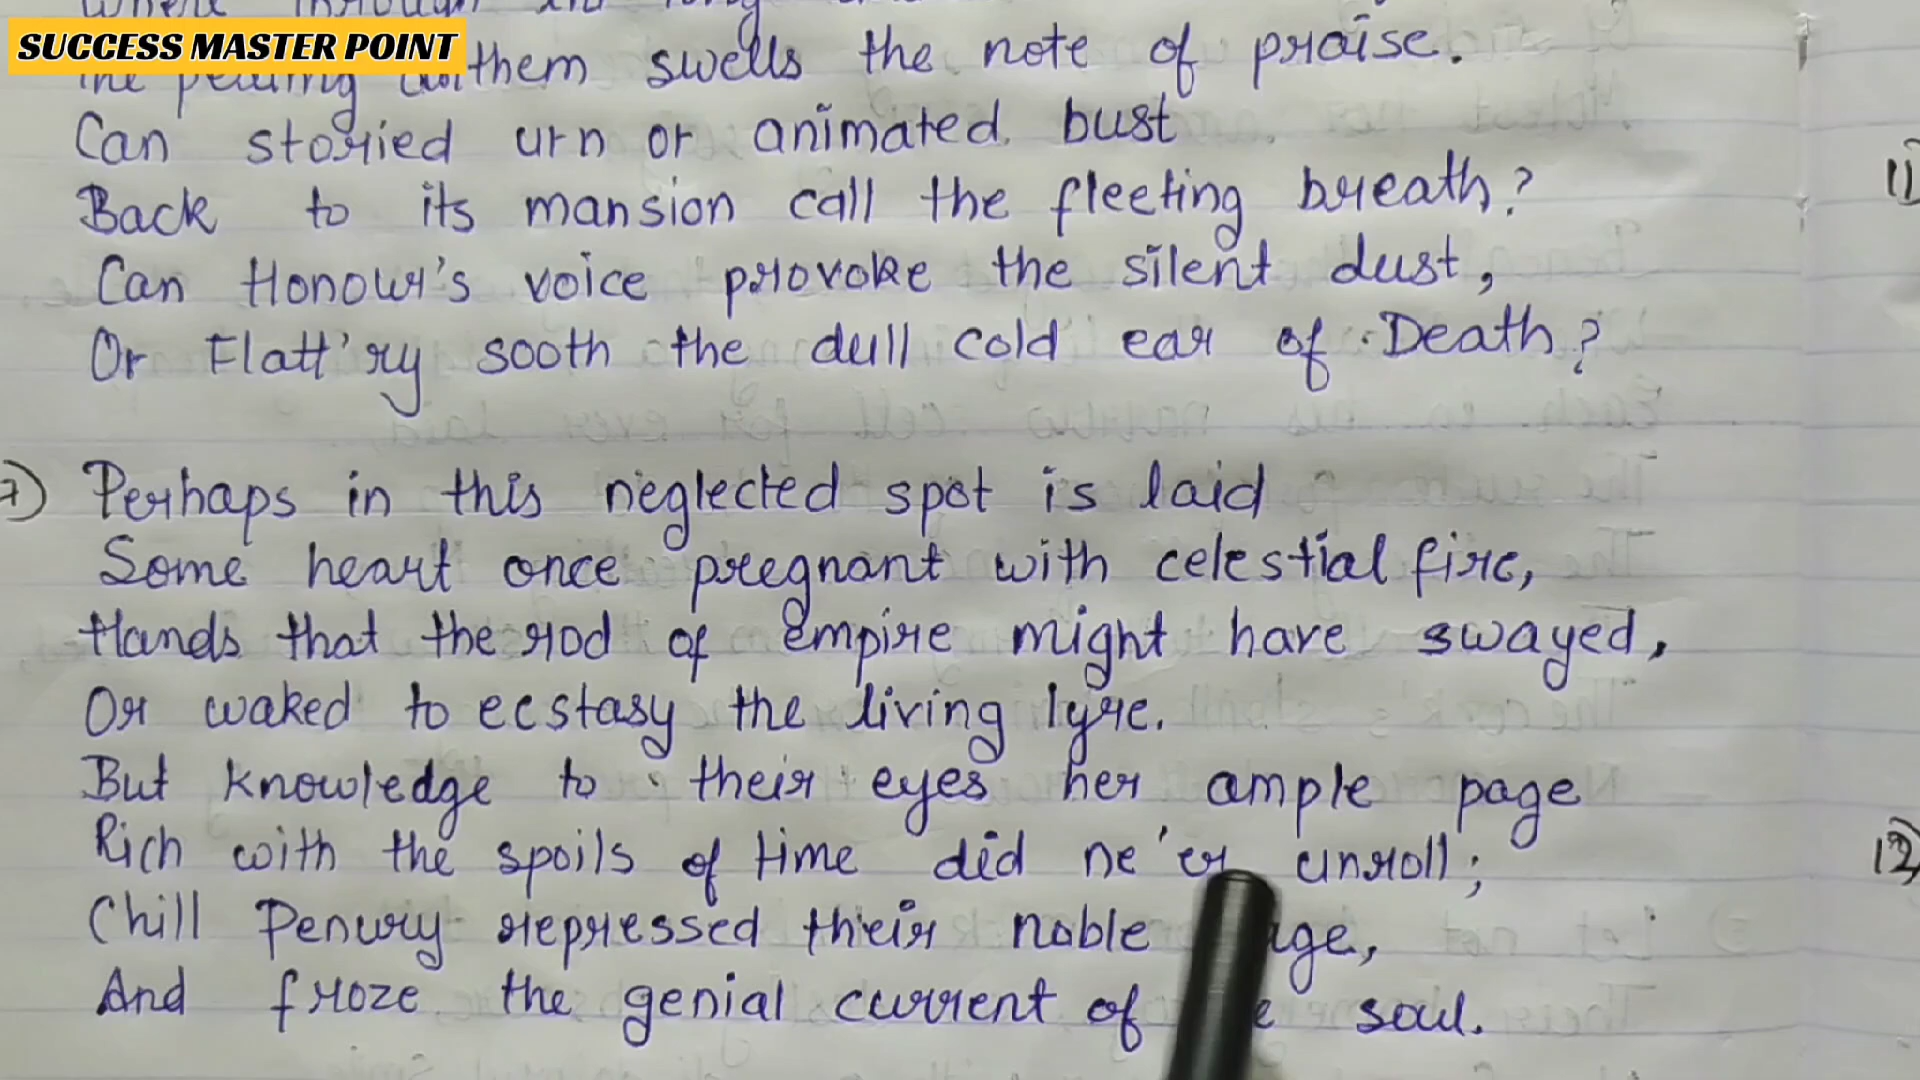 SUCCESS MASTER POINT
them swells the note of praise.
Can storied urn or animated bust
Back to its mansion call the fleeting breath?
Can Honour's voice provoke the silent dust,
Or Flatt'ry sooth the dull cold ear of Death?
7) Perhaps in this neglected spot is laid
Some heart once pregnant with celestial fire,
Hands that the rod of empire might have swayed,
Or waked to ecstasy the living lyre.
But knowledge to their eyes her ample page
Rich with the spoils of time did ne'er unroll;
Chill Penury repressed their noble
And froze the genial current of soul.
11)
12)